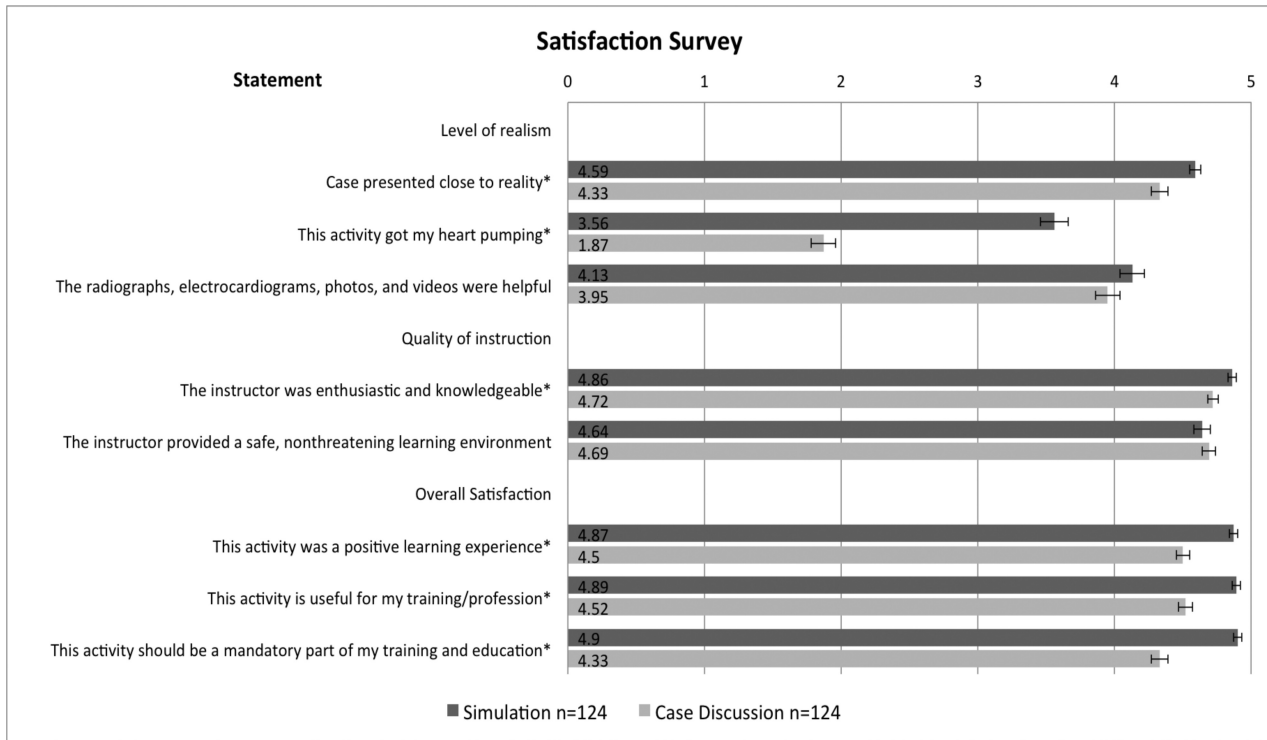 Satisfaction Survey
Statement
0 1 2 3 4 5
Level of realism
Case presented close to reality*
4.59
4.33
This activity got my heart pumping*
3.56
1.87
The radiographs, electrocardiograms, photos, and videos were helpful
4.13
3.95
Quality of instruction
The instructor was enthusiastic and knowledgeable*
4.86
4.72
The instructor provided a safe, nonthreatening learning environment
4.64
4.69
Overall Satisfaction
This activity was a positive learning experience*
4.87
4.5
This activity is useful for my training/profession*
4.89
4.52
This activity should be a mandatory part of my training and education*
4.9
4.33
Simulation n=124 Case Discussion n=124